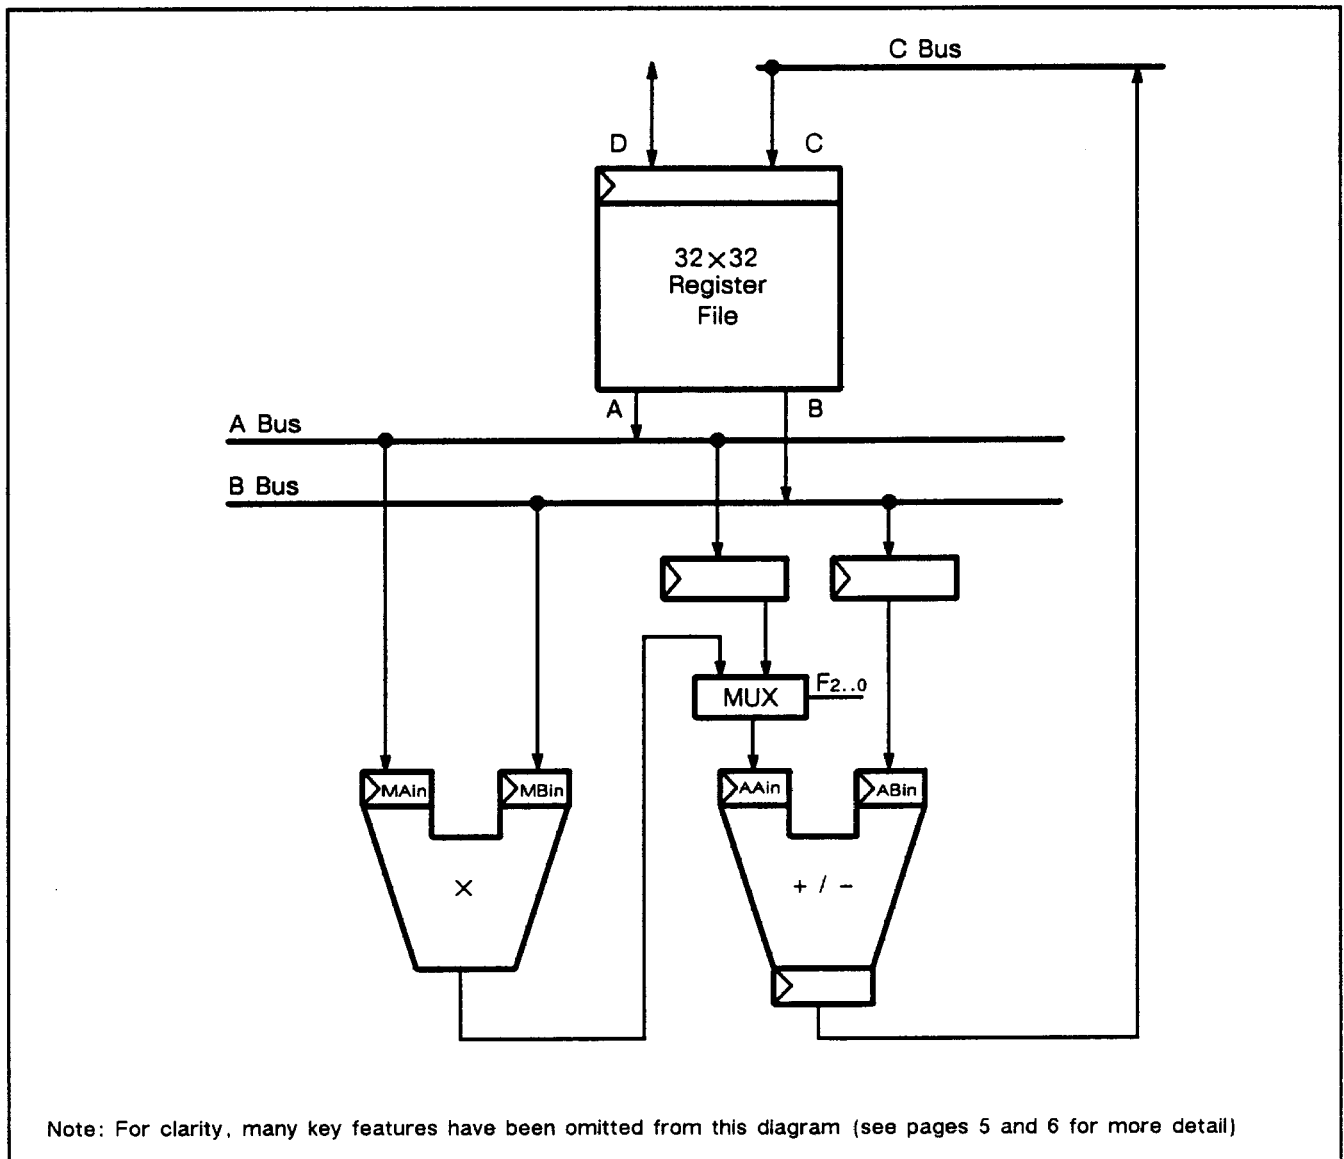 C Bus
D
C
32×32
Register
File
A
B
A Bus
B Bus
MUX
F2..0
MAin
MBin
AAin
ABin
×
+ / -
Note: For clarity, many key features have been omitted from this diagram (see pages 5 and 6 for more detail)